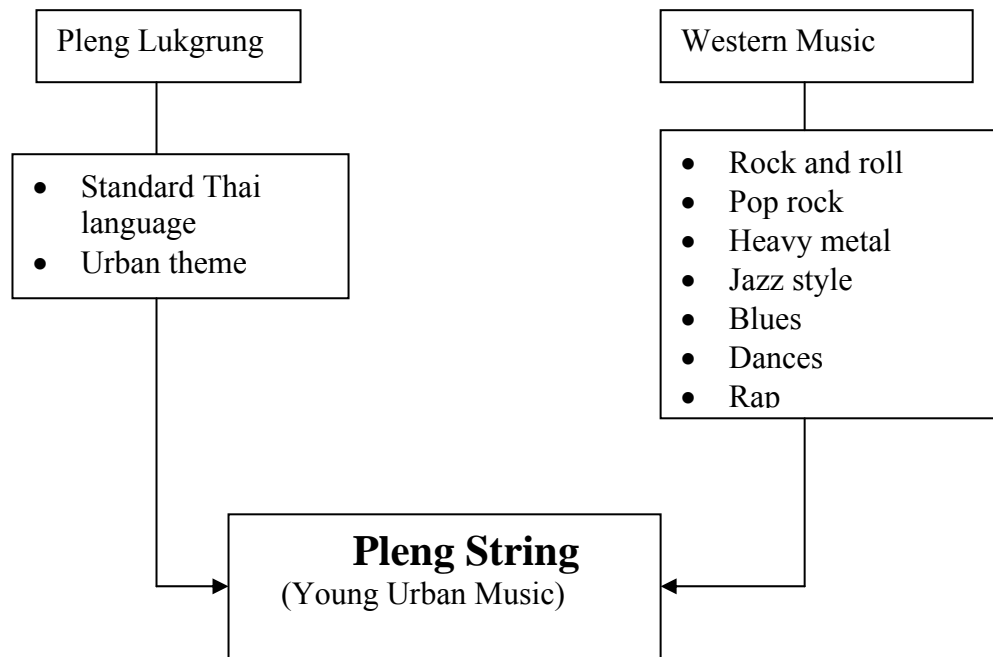 Pleng Lukgrung
Western Music
• Standard Thai
language
• Urban theme
• Rock and roll
• Pop rock
• Heavy metal
• Jazz style
• Blues
• Dances
• Rap
Pleng String
(Young Urban Music)